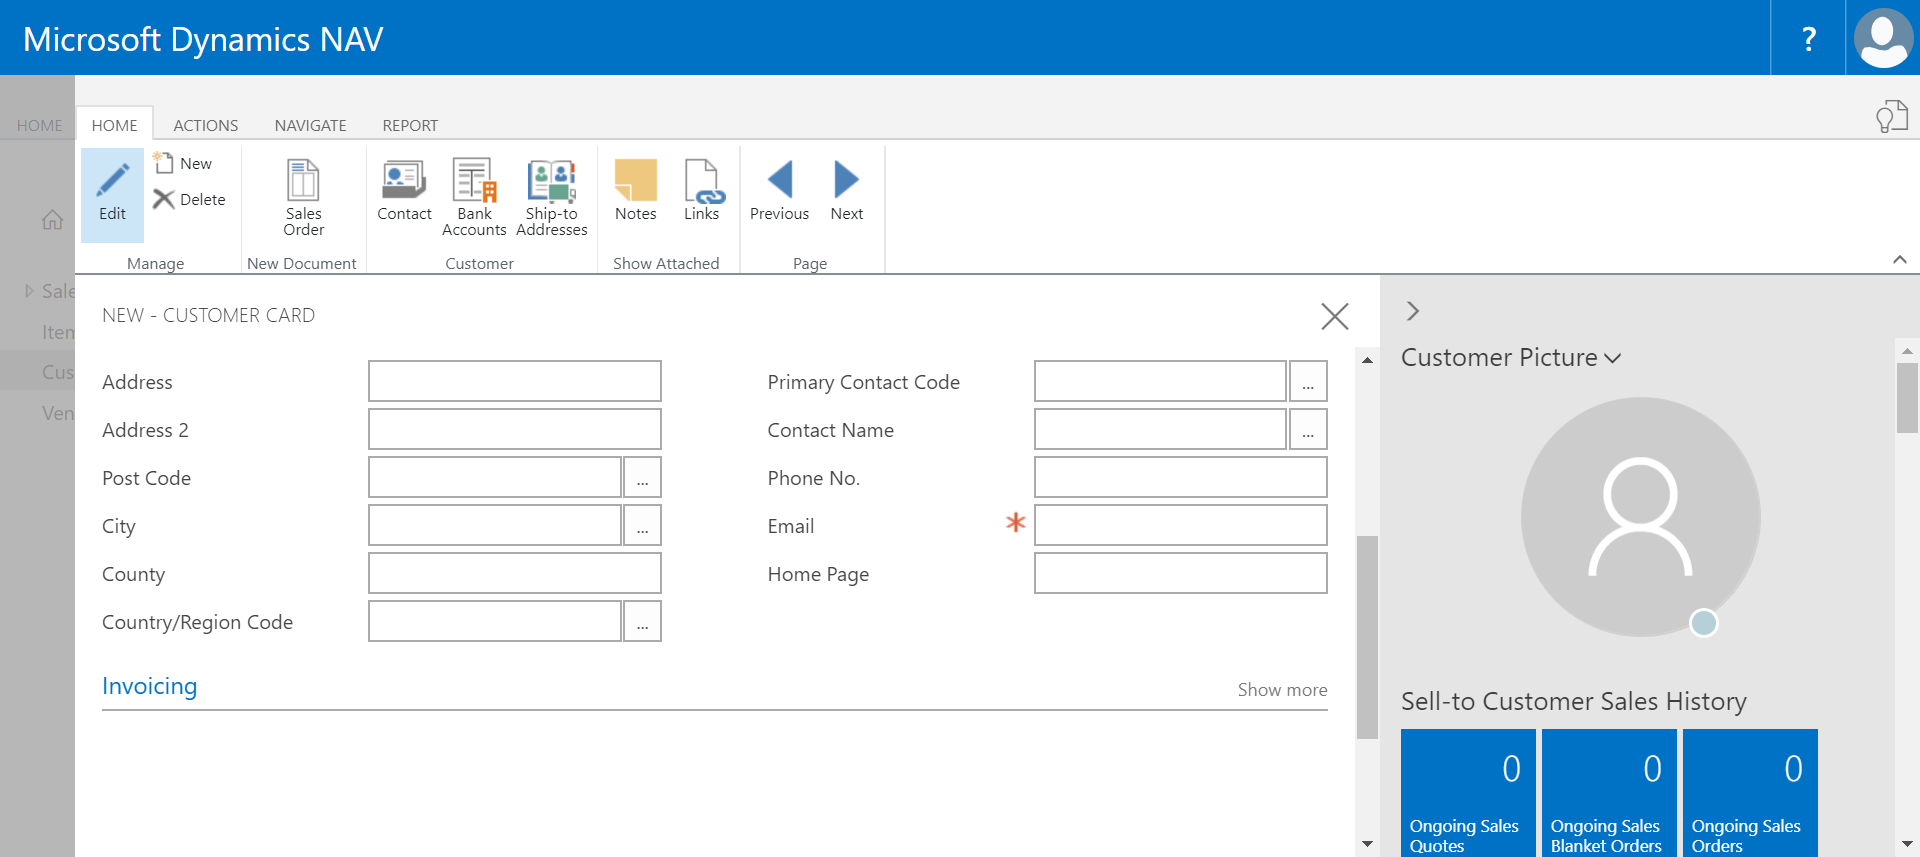 Microsoft Dynamics NAV
?
HOME
HOME
ACTIONS
NAVIGATE
REPORT
Edit
New
Delete
Manage
Sales
Order
New Document
Contact
Bank
Accounts
Ship-to
Addresses
Customer
Notes
Links
Show Attached
Previous
Next
Page
Sale
Item
Cus
Ven
NEW - CUSTOMER CARD
Address
Address 2
Post Code
...
City
...
County
Country/Region Code
...
Primary Contact Code
...
Contact Name
...
Phone No.
Email
*
Home Page
Invoicing
Show more
Customer Picture
Sell-to Customer Sales History
0
Ongoing Sales
Quotes
0
Ongoing Sales
Blanket Orders
0
Ongoing Sales
Orders